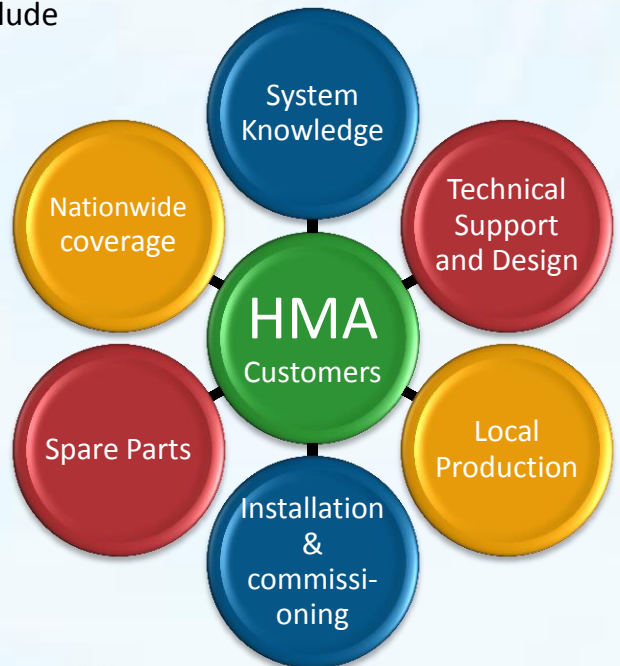 lude
System
Knowledge
Technical
Support
and Design
Nationwide
coverage
HMA
Customers
Local
Production
Spare Parts
Installation
&
commissi-
oning